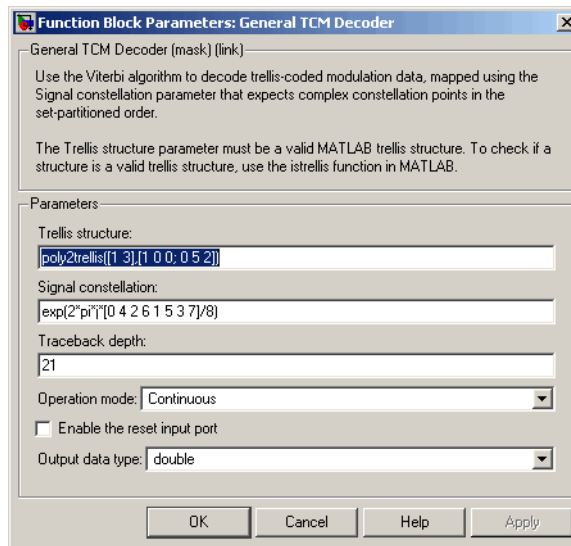 Function Block Parameters: General TCM Decoder
General TCM Decoder (mask) (link)
Use the Viterbi algorithm to decode trellis-coded modulation data, mapped using the
Signal constellation parameter that expects complex constellation points in the
set-partitioned order.
The Trellis structure parameter must be a valid MATLAB trellis structure. To check if a
structure is a valid trellis structure, use the istrellis function in MATLAB.
Parameters
Trellis structure:
poly2trellis([1 3],[1 0 0; 0 5 2])
Signal constellation:
exp(2*pi*j*[0 4 2 6 1 5 3 7]/8)
Traceback depth:
21
Operation mode: Continuous
Enable the reset input port
Output data type: double
OK Cancel Help Apply